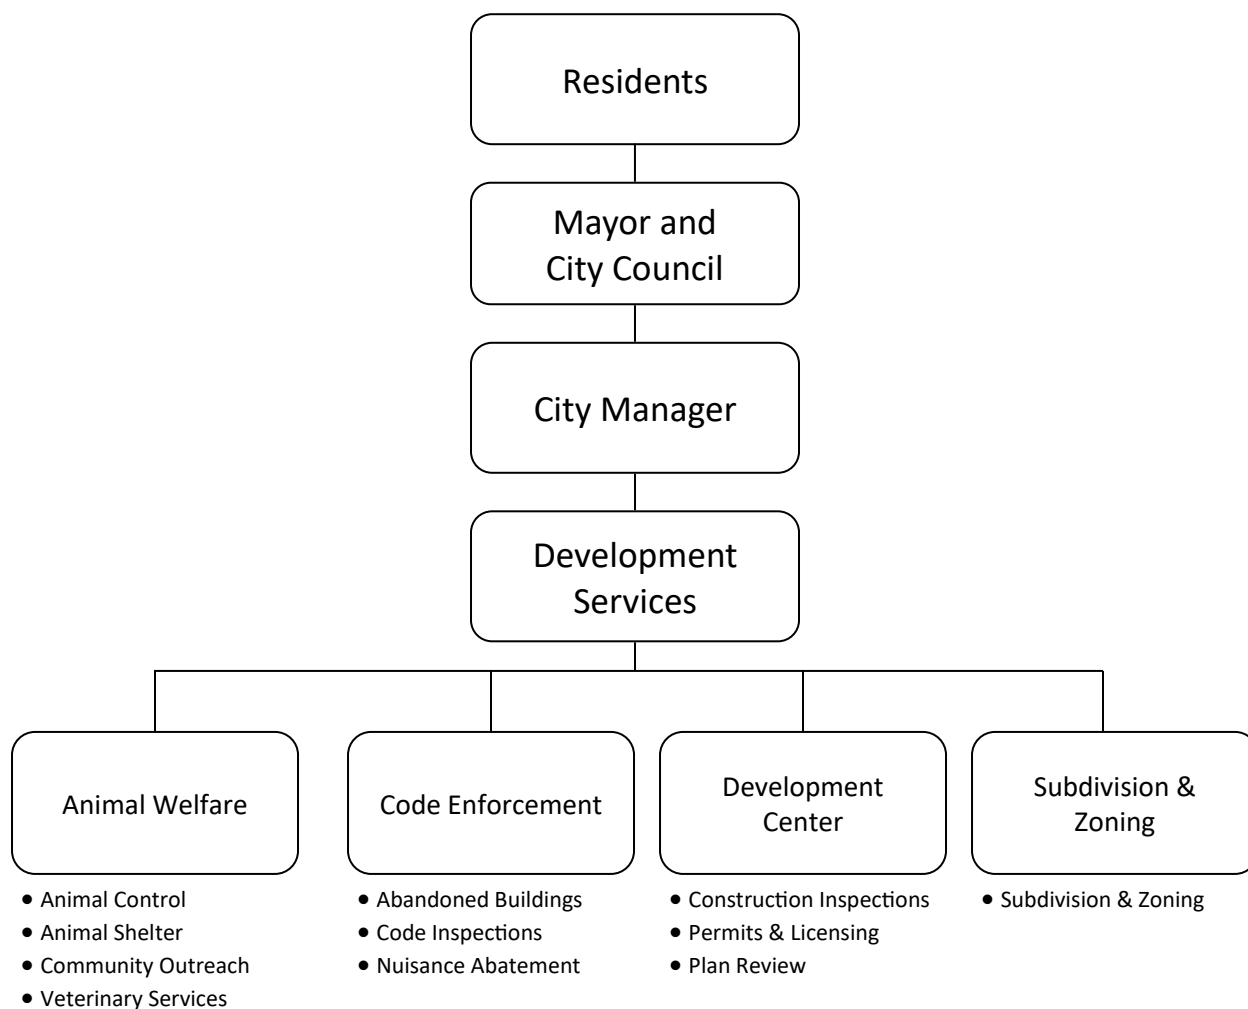 Residents
Mayor and
City Council
City Manager
Development
Services
Animal Welfare
• Animal Control
• Animal Shelter
• Community Outreach
• Veterinary Services
Code Enforcement
• Abandoned Buildings
• Code Inspections
• Nuisance Abatement
Development
Center
• Construction Inspections
• Permits & Licensing
• Plan Review
Subdivision &
Zoning
• Subdivision & Zoning